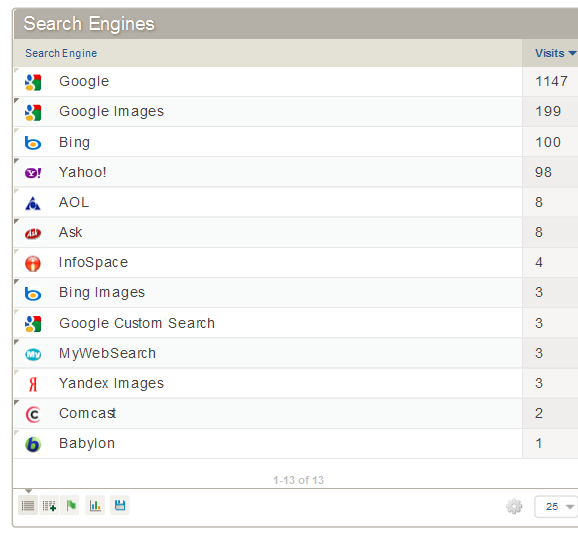 Search Engines
Search Engine Visits
Google 1147
Google Images 199
Bing 100
Yahoo! 98
AOL 8
Ask 8
InfoSpace 4
Bing Images 3
Google Custom Search 3
MyWebSearch 3
Yandex Images 3
Comcast 2
Babylon 1
1-13 of 13
25